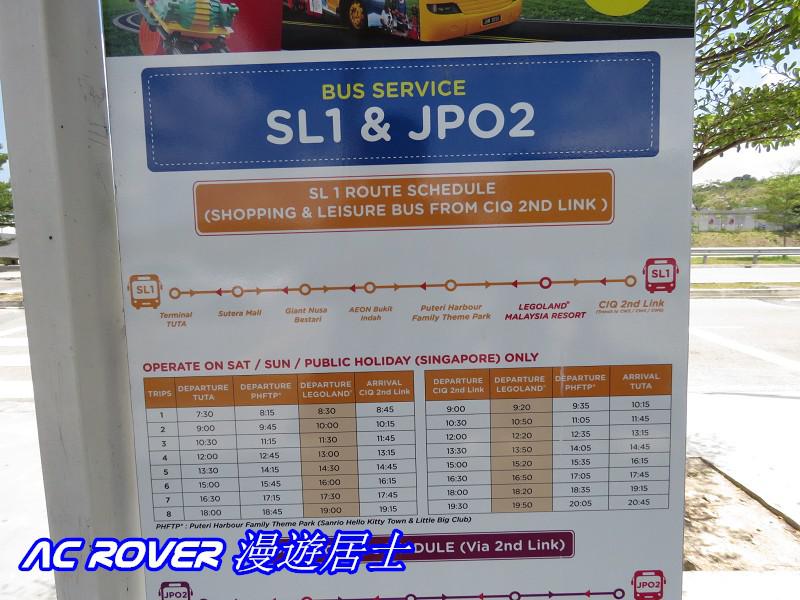 BUS SERVICE
SL1 & JPO2
SL 1 ROUTE SCHEDULE
(SHOPPING & LEISURE BUS FROM CIQ 2ND LINK )
SL1
SL1
Terminal TUTA
Sutera Mall
Giant Nusa Bestari
AEON Bukit Indah
Puteri Harbour Family Theme Park
LEGOLAND® MALAYSIA RESORT
CIQ 2nd Link
OPERATE ON SAT / SUN / PUBLIC HOLIDAY (SINGAPORE) ONLY
TRIPS DEPARTURE TUTA DEPARTURE PHFTP* DEPARTURE LEGOLAND® ARRIVAL CIQ 2nd Link DEPARTURE CIQ 2nd Link DEPARTURE LEGOLAND® DEPARTURE PHFTP* ARRIVAL TUTA
1 7:30 8:15 8:30 8:45 9:00 9:20 9:35 10:15
2 9:00 9:45 10:00 10:15 10:30 10:50 11:05 11:45
3 10:30 11:15 11:30 11:45 12:00 12:20 12:35 13:15
4 12:00 12:45 13:00 13:15 13:30 13:50 14:05 14:45
5 13:30 14:15 14:30 14:45 15:00 15:20 15:35 16:15
6 15:00 15:45 16:00 16:15 16:30 16:50 17:05 17:45
7 16:30 17:15 17:30 17:45 18:00 18:20 18:35 19:15
8 18:00 18:45 19:00 19:15 19:30 19:50 20:05 20:45
PHFTP* : Puteri Harbour Family Theme Park (Sanrio Hello Kitty Town & Little Big Club)
DULE (Via 2nd Link)
AC ROVER 漫遊居士
JPO2
JPO2